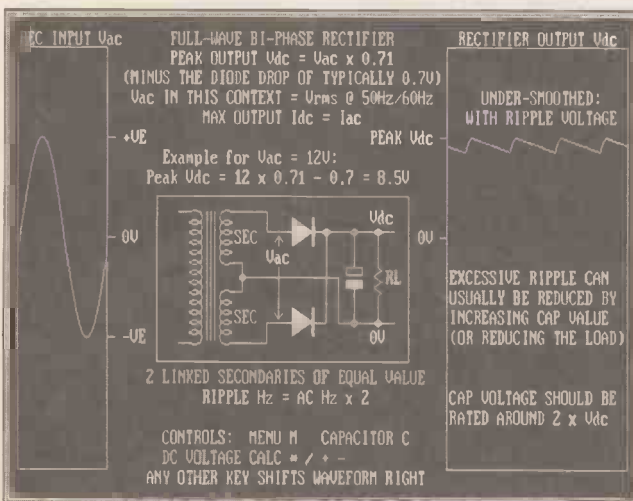 SEC INPUT Vac
FULL-WAVE BI-PHASE RECTIFIER
PEAK OUTPUT Vdc = Vac x 0.71
(MINUS THE DIODE DROP OF TYPICALLY 0.7V)
Vac IN THIS CONTEXT = Vrms @ 50Hz/60Hz
MAX OUTPUT Idc = Iac
Example for Vac = 12V:
Peak Vdc = 12 x 0.71 - 0.7 = 8.5V
+VE
0V
-VE
SEC
Vac
SEC
Vdc
RL
0V
2 LINKED SECONDARIES OF EQUAL VALUE
RIPPLE Hz = AC Hz x 2
CONTROLS: MENU M CAPACITOR C
DC VOLTAGE CALC * / + -
ANY OTHER KEY SHIFTS WAVEFORM RIGHT
RECTIFIER OUTPUT Vdc
UNDER-SMOOTHED:
WITH RIPPLE VOLTAGE
PEAK Vdc
0V
EXCESSIVE RIPPLE CAN
USUALLY BE REDUCED BY
INCREASING CAP VALUE
(OR REDUCING THE LOAD)
CAP VOLTAGE SHOULD BE
RATED AROUND 2 x Vdc